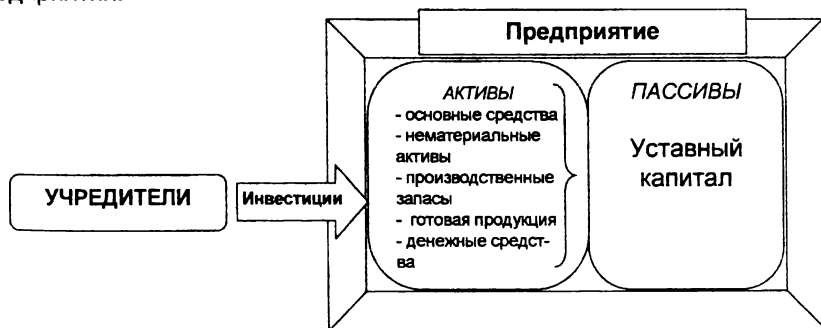 Предприятие
АКТИВЫ
- основные средства
- нематериальные
активы
- производственные
запасы
- готовая продукция
- денежные средст-
ва
ПАССИВЫ
Уставный
капитал
УЧРЕДИТЕЛИ
Инвестиции